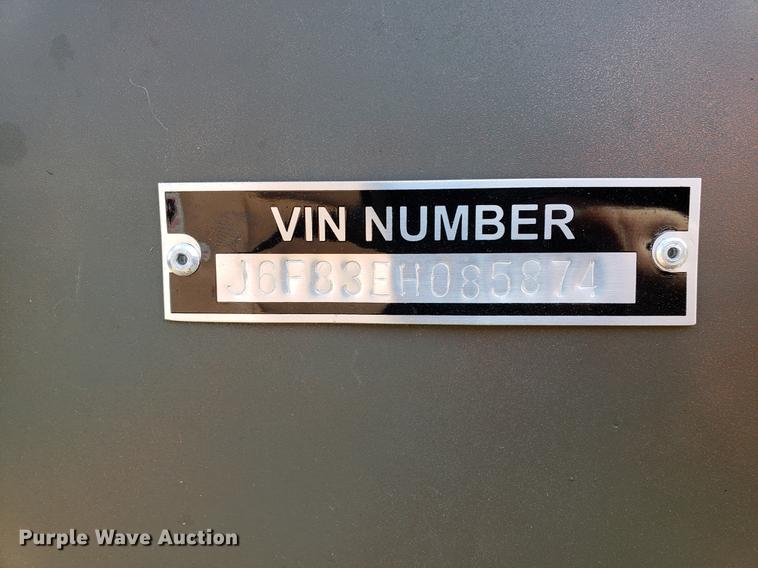 VIN NUMBER
J6F83EH085874
Purple Wave Auction